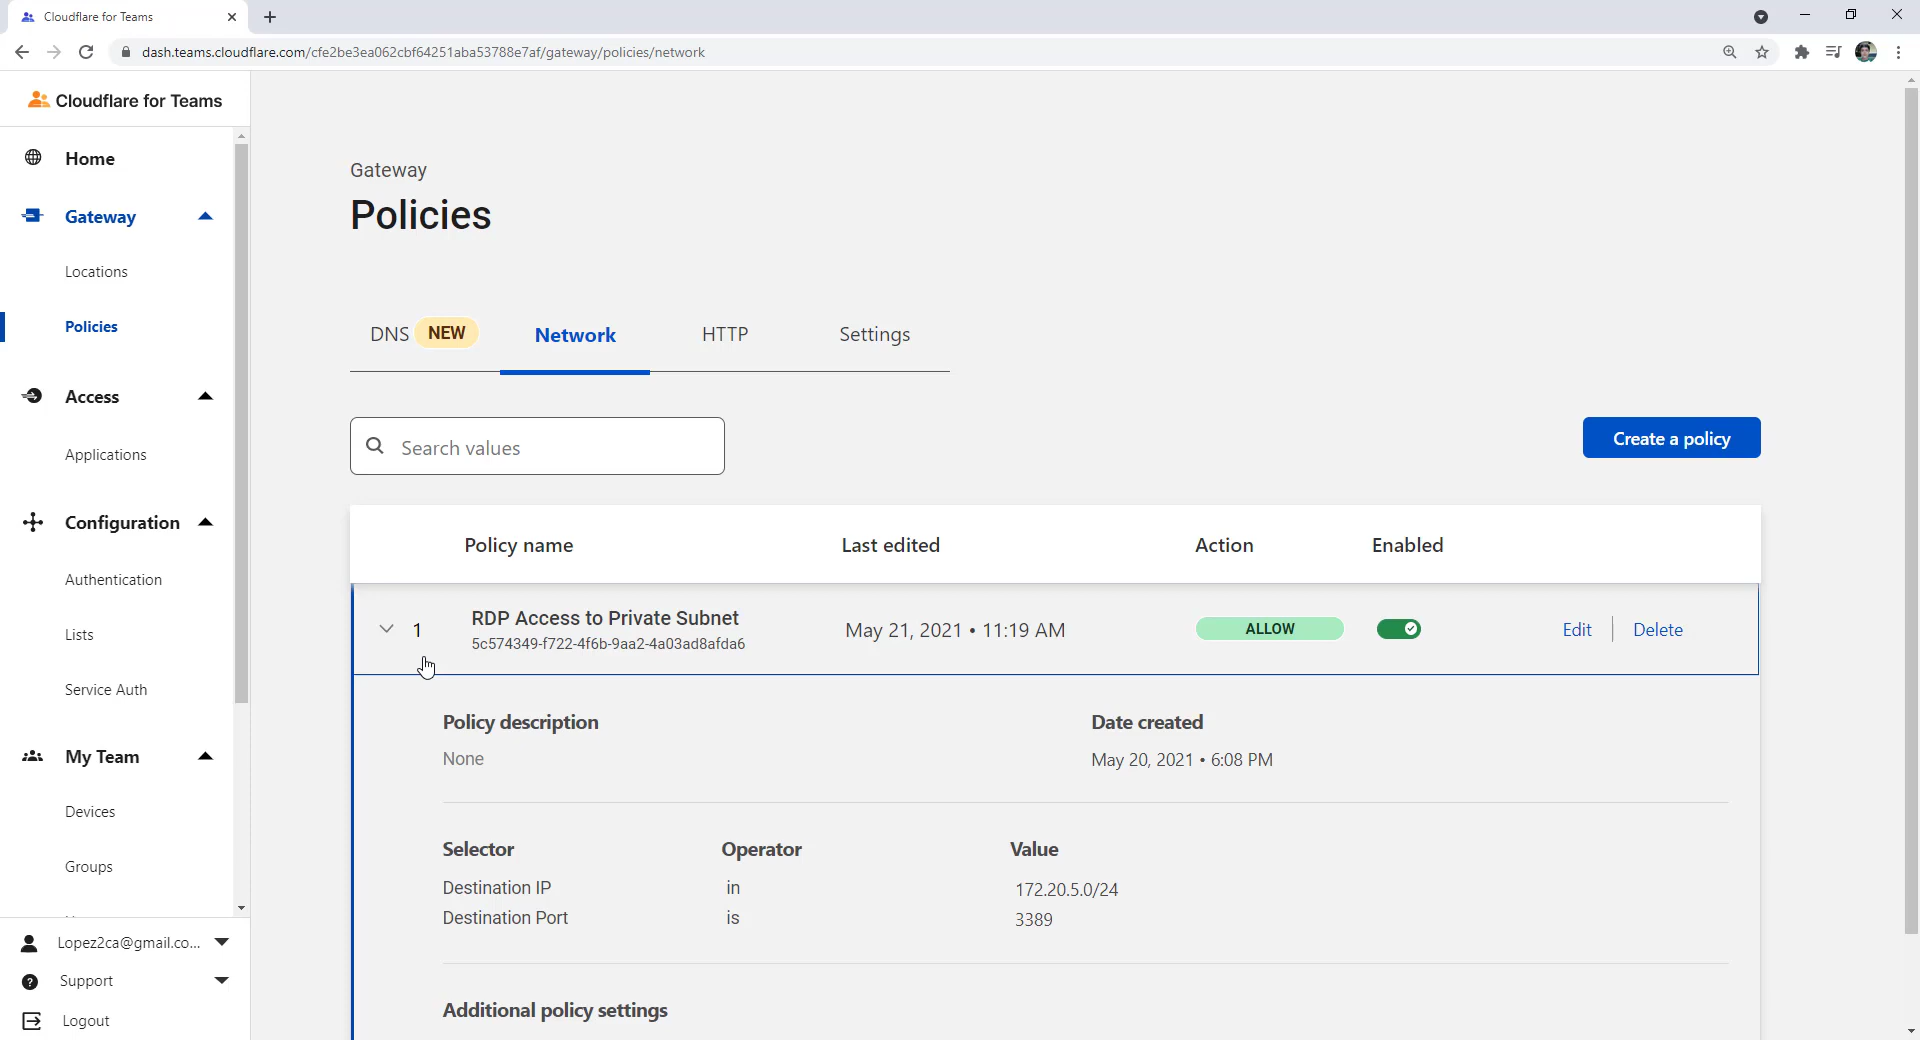 Cloudflare for Teams
dash.teams.cloudflare.com/cfe2be3ea062cbf64251aba53788e7af/gateway/policies/network
Cloudflare for Teams
Home
Gateway
Locations
Policies
Access
Applications
Configuration
Authentication
Lists
Service Auth
My Team
Devices
Groups
Lopez2ca@gmail.co...
Support
Logout
Gateway
Policies
DNS NEW Network HTTP Settings
Search values
Create a policy
Policy name Last edited Action Enabled
1 RDP Access to Private Subnet May 21, 2021 • 11:19 AM ALLOW Edit Delete
5c574349-f722-4f6b-9aa2-4a03ad8afda6
Policy description Date created
None May 20, 2021 • 6:08 PM
Selector Operator Value
Destination IP in 172.20.5.0/24
Destination Port is 3389
Additional policy settings